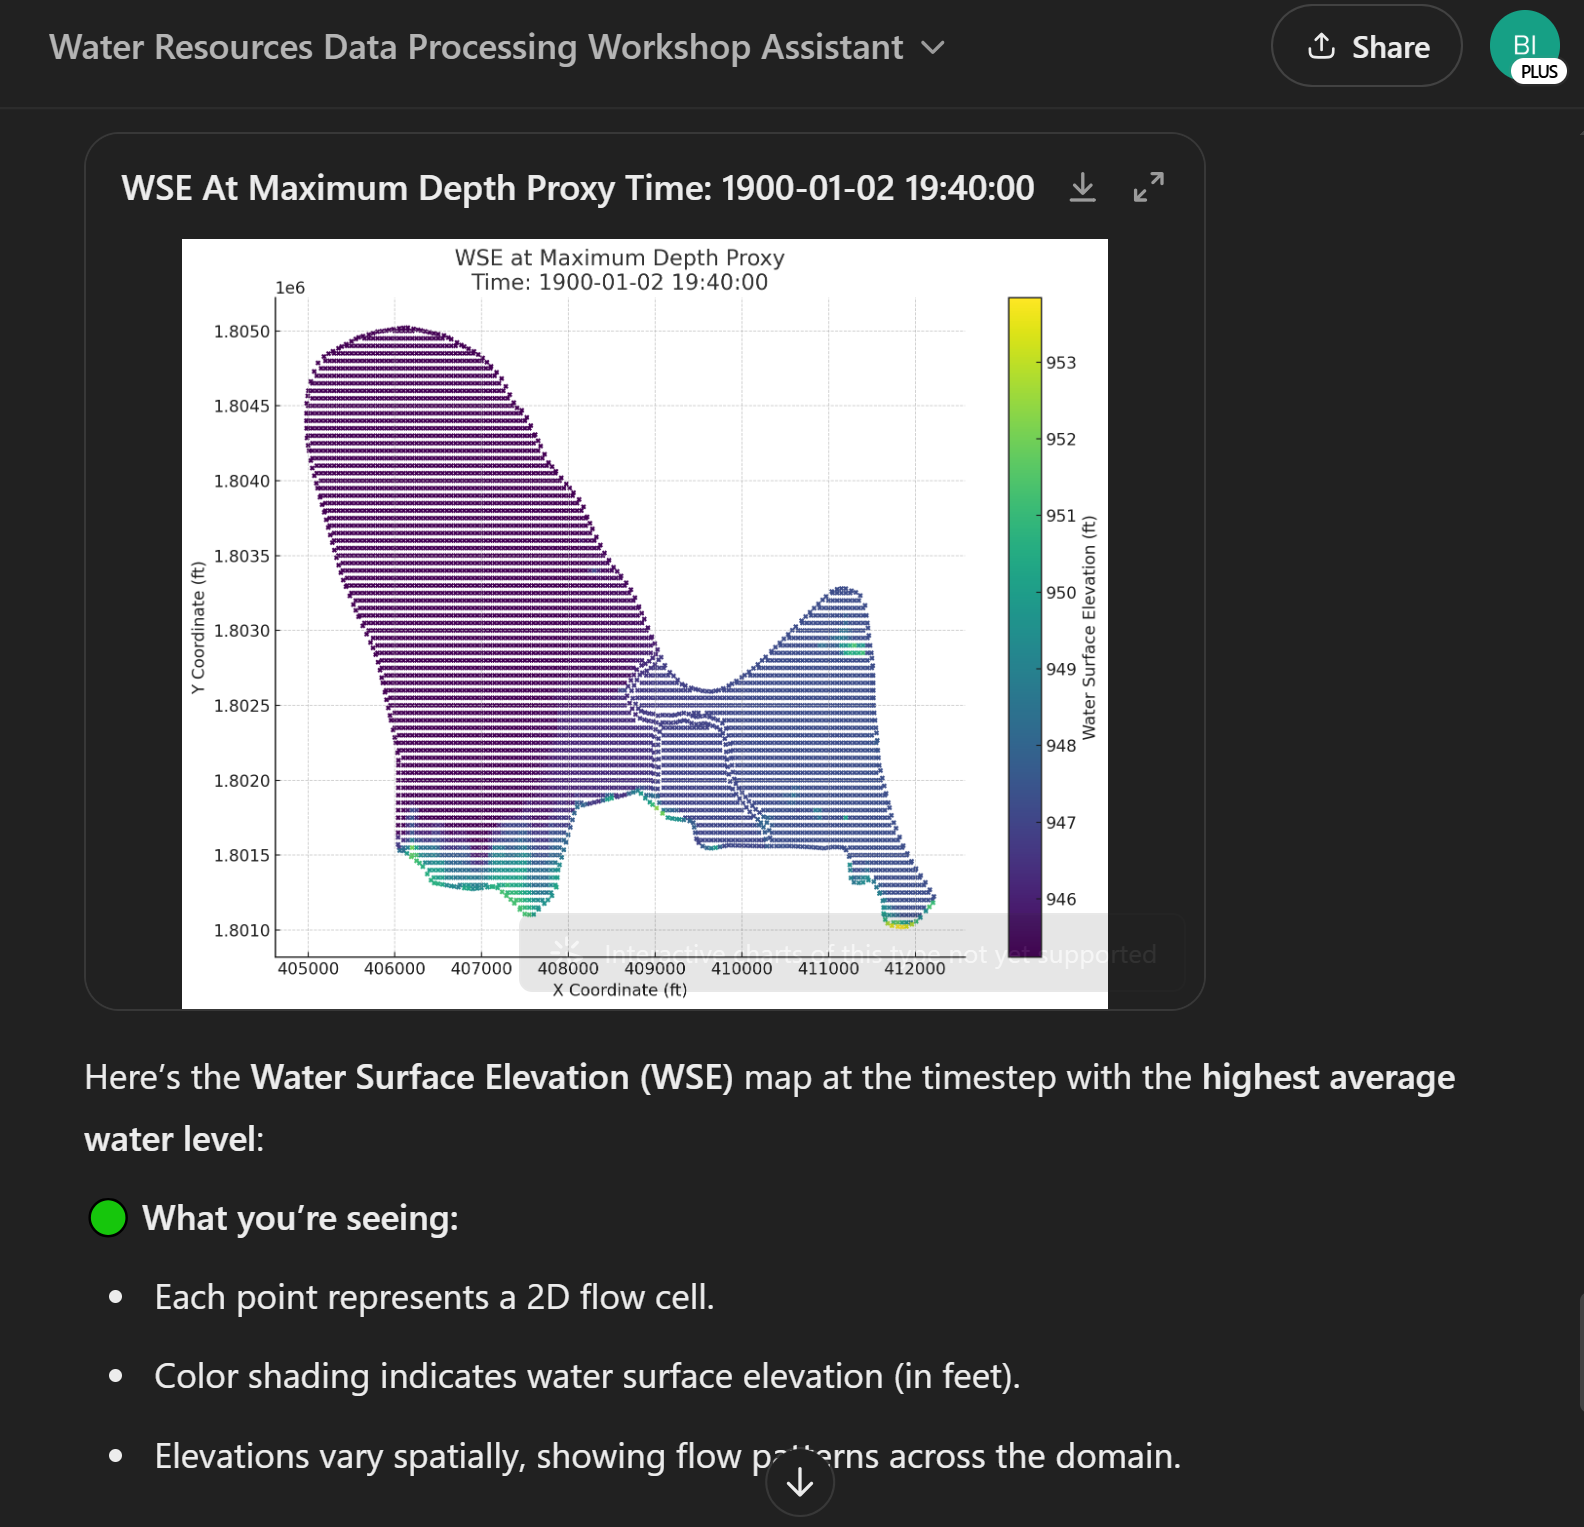 Water Resources Data Processing Workshop Assistant
Share
BI
PLUS
WSE At Maximum Depth Proxy Time: 1900-01-02 19:40:00
WSE at Maximum Depth Proxy
Time: 1900-01-02 19:40:00
1e6
1.8050
1.8045
1.8040
1.8035
1.8030
1.8025
1.8020
1.8015
1.8010
Y Coordinate (ft)
405000 406000 407000 408000 409000 410000 411000 412000
X Coordinate (ft)
953
952
951
950
949
948
947
946
Water Surface Elevation (ft)
Interactive charts of this type not yet supported
Here’s the Water Surface Elevation (WSE) map at the timestep with the highest average
water level:
What you’re seeing:
Each point represents a 2D flow cell.
Color shading indicates water surface elevation (in feet).
Elevations vary spatially, showing flow patterns across the domain.